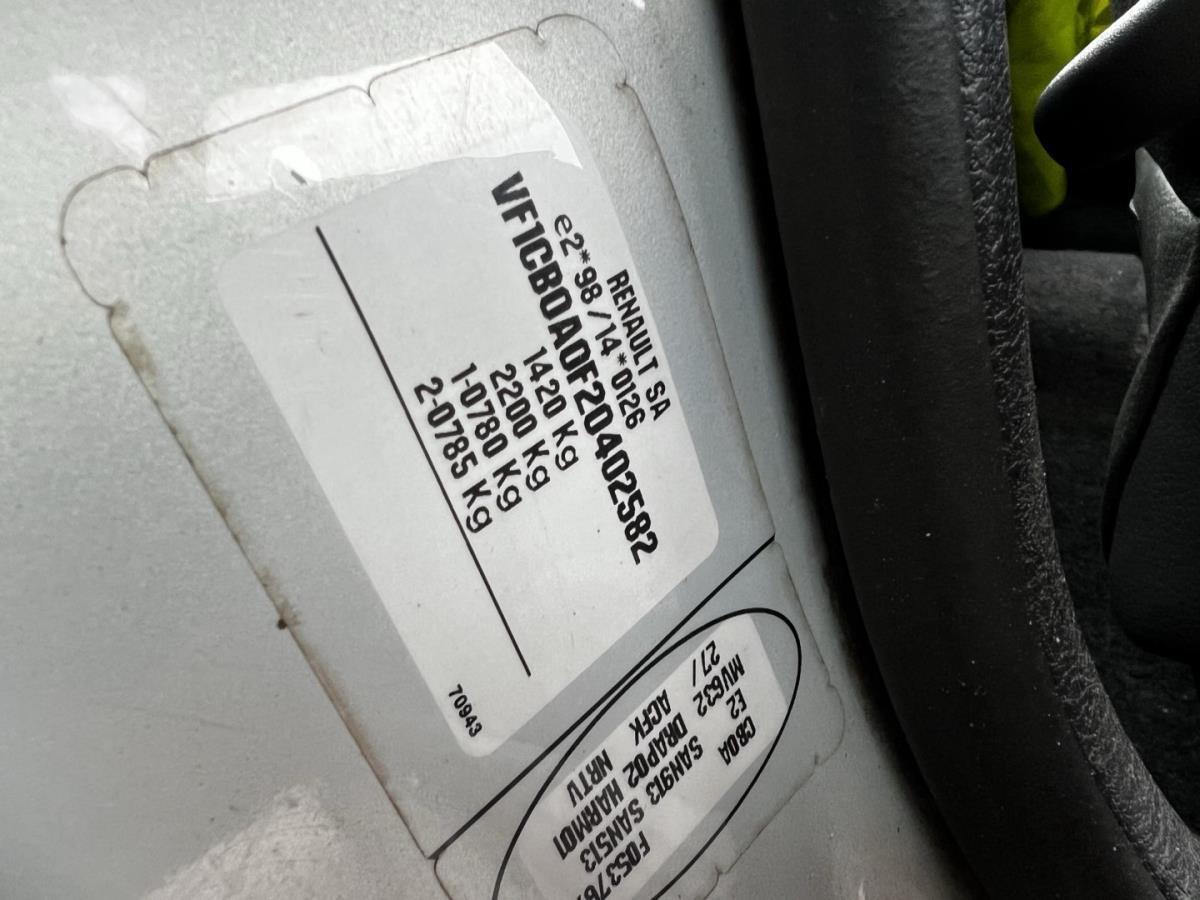 RENAULT SA
e2*98/14*0126
VF1CB0A0F20402582
1420 Kg
2200 Kg
1-0780 Kg
2-0785 Kg
70943
CB0A
E2 SAN913 SAN513
MV632 DRAP02 HARM01
27/ ACFK NRTV